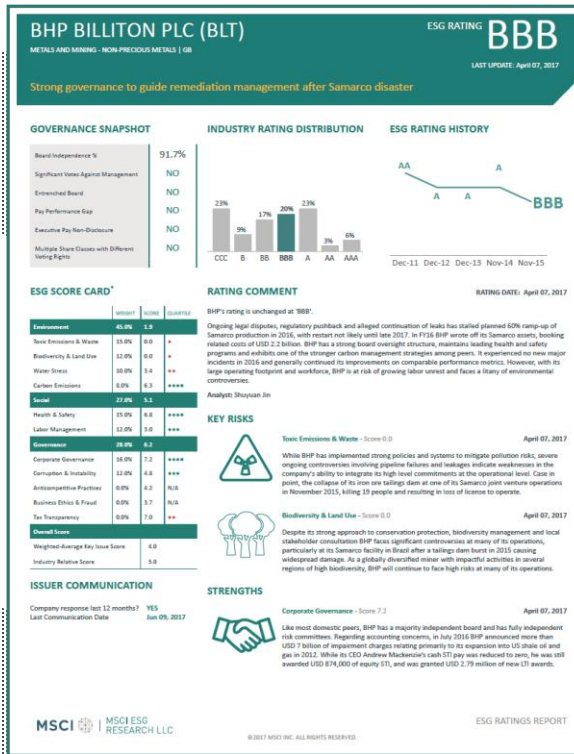 BHP BILLITON PLC (BLT)
METALS AND MINING - NON-PRECIOUS METALS | GB
ESG RATING BBB
LAST UPDATE: April 07, 2017
Strong governance to guide remediation management after Samarco disaster
GOVERNANCE SNAPSHOT
Board Independence % 91.7%
Significant Votes Against Management NO
Entrenched Board NO
Pay Performance Gap NO
Executive Pay Non-Disclosure NO
Multiple Share Classes with Different
Voting Rights NO
INDUSTRY RATING DISTRIBUTION
23% 9% 17% 20% 23% 3% 6%
CCC B BB BBB A AA AAA
ESG RATING HISTORY
AA A A A BBB
Dec-11 Dec-12 Dec-13 Nov-14 Nov-15
ESG SCORE CARD*
WEIGHT SCORE QUARTILE
Environment 45.0% 1.9
Toxic Emissions & Waste 15.0% 0.0 *
Biodiversity & Land Use 12.0% 0.0 *
Water Stress 10.0% 3.4 **
Carbon Emissions 8.0% 6.3 ****
Social 27.0% 5.1
Health & Safety 15.0% 6.8 ****
Labor Management 12.0% 3.0 ***
Governance 28.0% 6.2
Corporate Governance 16.0% 7.2 ****
Corruption & Instability 12.0% 4.8 ***
Anticompetitive Practices 0.0% 4.2 N/A
Business Ethics & Fraud 0.0% 3.7 N/A
Tax Transparency 0.0% 7.0 **
Overall Score
Weighted-Average Key Issue Score 4.0
Industry Relative Score 5.0
ISSUER COMMUNICATION
Company response last 12 months? YES
Last Communication Date Jun 09, 2017
RATING COMMENT
RATING DATE: April 07, 2017
BHP's rating is unchanged at 'BBB'.
Ongoing legal disputes, regulatory pushback and alleged continuation of leaks has stalled planned 60% ramp-up of
Samarco production in 2016, with restart not likely until late 2017. In FY16 BHP wrote off its Samarco assets, booking
related costs of USD 2.2 billion. BHP has a strong board oversight structure, maintains leading health and safety
programs and exhibits one of the stronger carbon management strategies among peers. It experienced no new major
incidents in 2016 and generally continued its improvements on comparable performance metrics. However, with its
large operating footprint and workforce, BHP is at risk of growing labor unrest and faces a litany of environmental
controversies.
Analyst: Shuyuan Jin
KEY RISKS
Toxic Emissions & Waste - Score 0.0 April 07, 2017
While BHP has implemented strong policies and systems to mitigate pollution risks, severe
ongoing controversies involving pipeline failures and leakages indicate weaknesses in the
company's ability to integrate its high level commitments at the operational level. Case in
point, the collapse of its iron ore tailings dam at one of its Samarco joint venture operations
in November 2015, killing 19 people and resulting in loss of license to operate.
Biodiversity & Land Use - Score 0.0 April 07, 2017
Despite its strong approach to conservation protection, biodiversity management and local
stakeholder consultation BHP faces significant controversies at many of its operations,
particularly at its Samarco facility in Brazil after a tailings dam burst in 2015 causing
widespread damage. As a globally diversified miner with impactful activities in several
regions of high biodiversity, BHP will continue to face high risks at many of its operations.
STRENGTHS
Corporate Governance - Score 7.2 April 07, 2017
Like most domestic peers, BHP has a majority independent board and has fully independent
risk committees. Regarding accounting concerns, in July 2016 BHP announced more than
USD 7 billion of impairment charges relating primarily to its expansion into US shale oil and
gas in 2012. While its CEO Andrew Mackenzie's cash STI pay was reduced to zero, he was still
awarded USD 874,000 of equity STI, and was granted USD 2.79 million of new LTI awards.
MSCI | MSCI ESG
RESEARCH LLC
©2017 MSCI INC. ALL RIGHTS RESERVED
ESG RATINGS REPORT